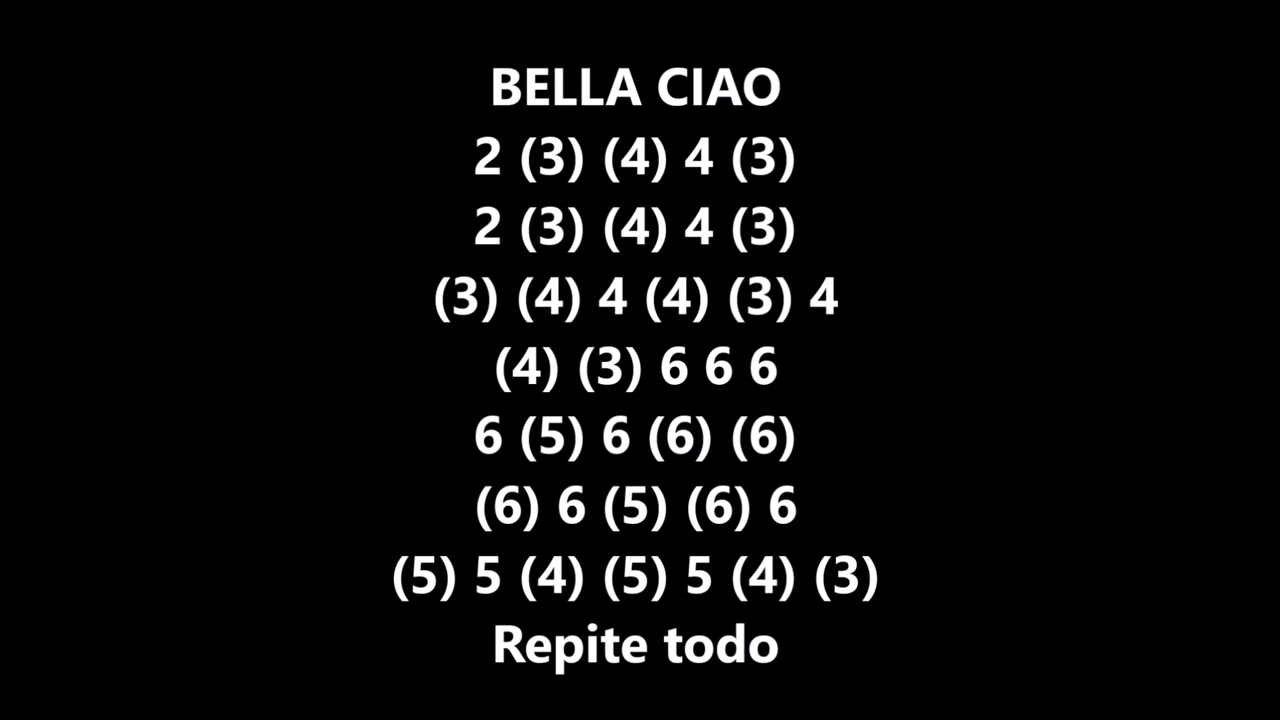 BELLA CIAO
2 (3) (4) 4 (3)
2 (3) (4) 4 (3)
(3) (4) 4 (4) (3) 4
(4) (3) 6 6 6
6 (5) 6 (6) (6)
(6) 6 (5) (6) 6
(5) 5 (4) (5) 5 (4) (3)
Repite todo